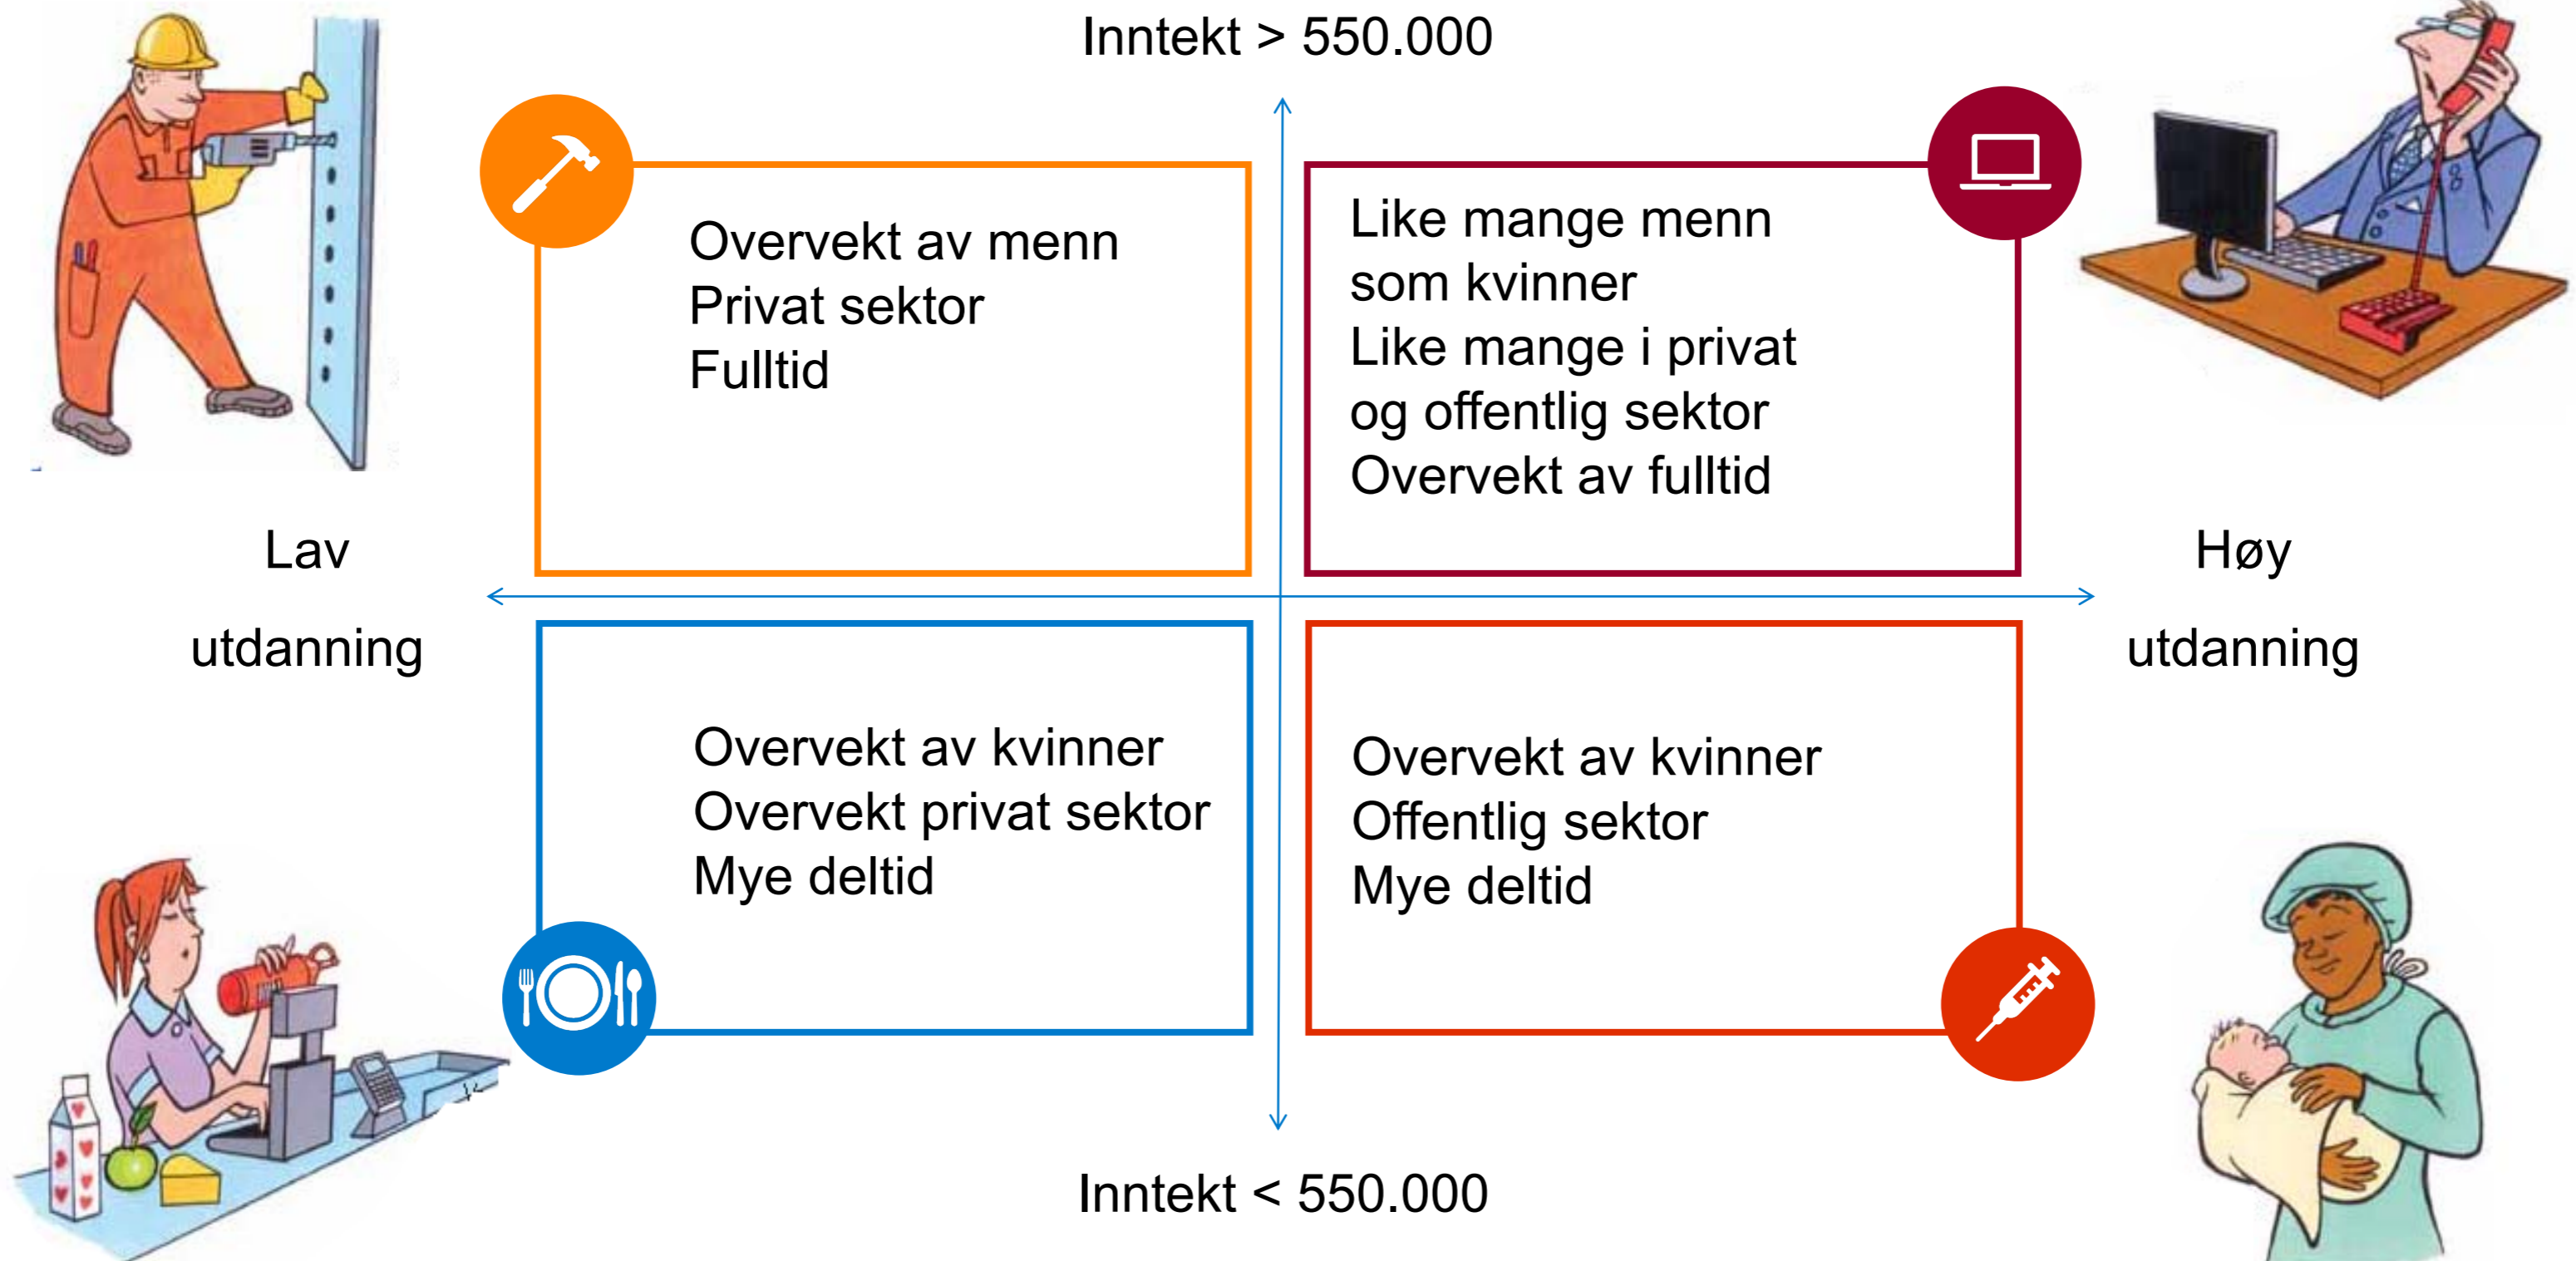 Inntekt > 550.000
Overvekt av menn
Privat sektor
Fulltid
Like mange menn
som kvinner
Like mange i privat
og offentlig sektor
Overvekt av fulltid
Lav
utdanning
Høy
utdanning
Overvekt av kvinner
Overvekt privat sektor
Mye deltid
Overvekt av kvinner
Offentlig sektor
Mye deltid
Inntekt < 550.000